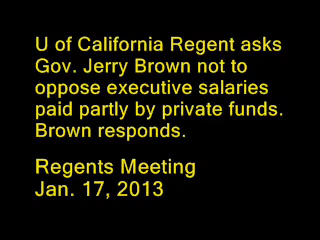 U of California Regent asks
Gov. Jerry Brown not to
oppose executive salaries
paid partly by private funds.
Brown responds.
Regents Meeting
Jan. 17, 2013